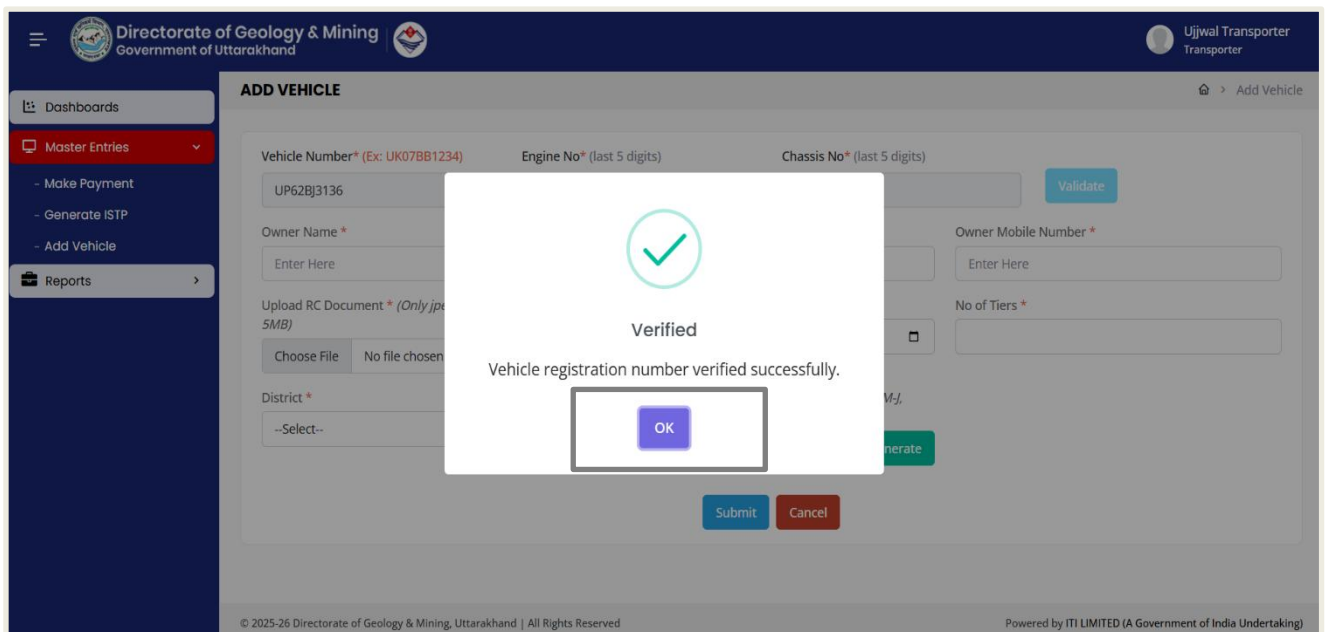 Directorate of Geology & Mining
Government of Uttarakhand
Ujjwal Transporter
Transporter
ADD VEHICLE
> Add Vehicle
Dashboards
Master Entries
- Make Payment
- Generate ISTP
- Add Vehicle
Reports
Vehicle Number* (Ex: UK07BB1234) Engine No* (last 5 digits) Chassis No* (last 5 digits)
UP62BJ3136 Validate
Owner Name * Owner Mobile Number *
Enter Here Enter Here
Upload RC Document * (Only No of Tiers *
5MB)
Choose File No file chosen
Verified
Vehicle registration number verified successfully.
District *
--Select--
OK
Submit Cancel
© 2025-26 Directorate of Geology & Mining, Uttarakhand | All Rights Reserved Powered by ITI LIMITED (A Government of India Undertaking)